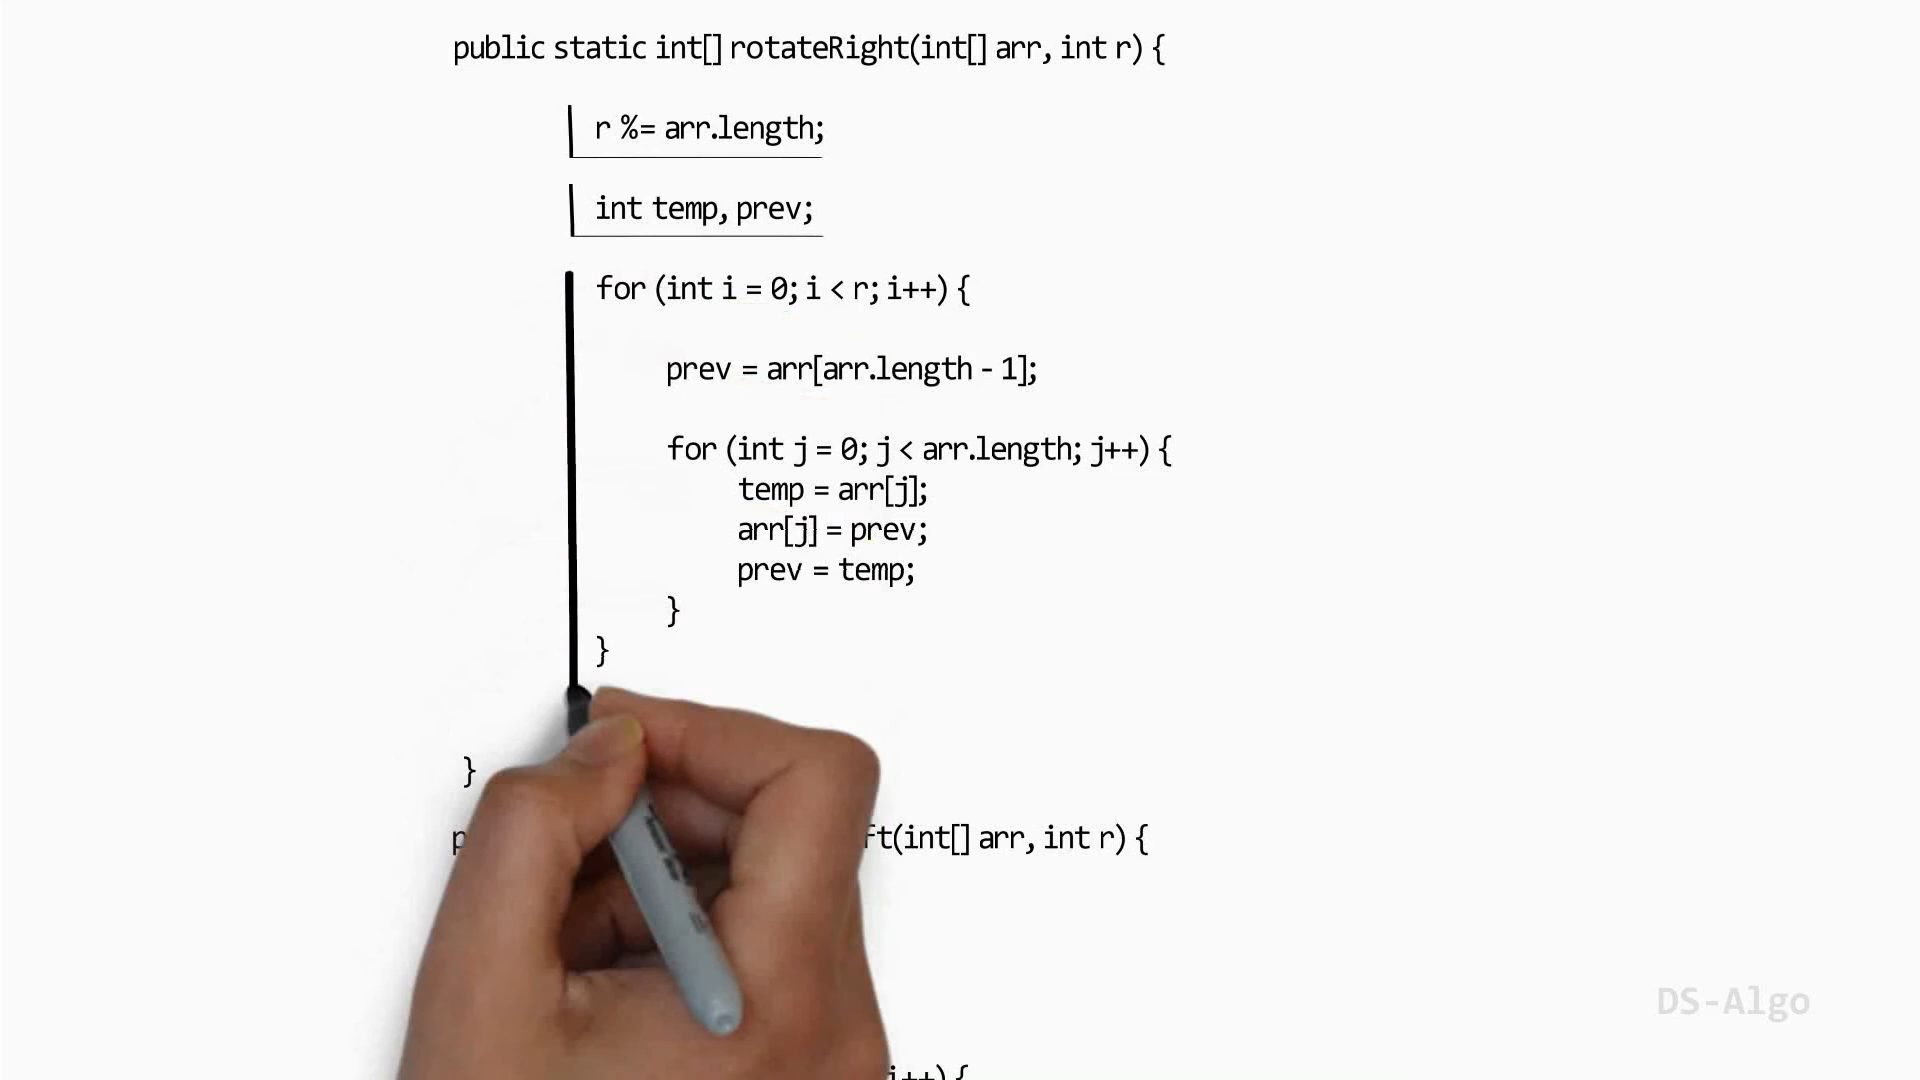 public static int[] rotateRight(int[] arr, int r) {
r %= arr.length;
int temp, prev;
for (int i = 0; i < r; i++) {
prev = arr[arr.length - 1];
for (int j = 0; j < arr.length; j++) {
temp = arr[j];
arr[j] = prev;
prev = temp;
}
}
}
(int[] arr, int r) {
DS-Algo
i++) {